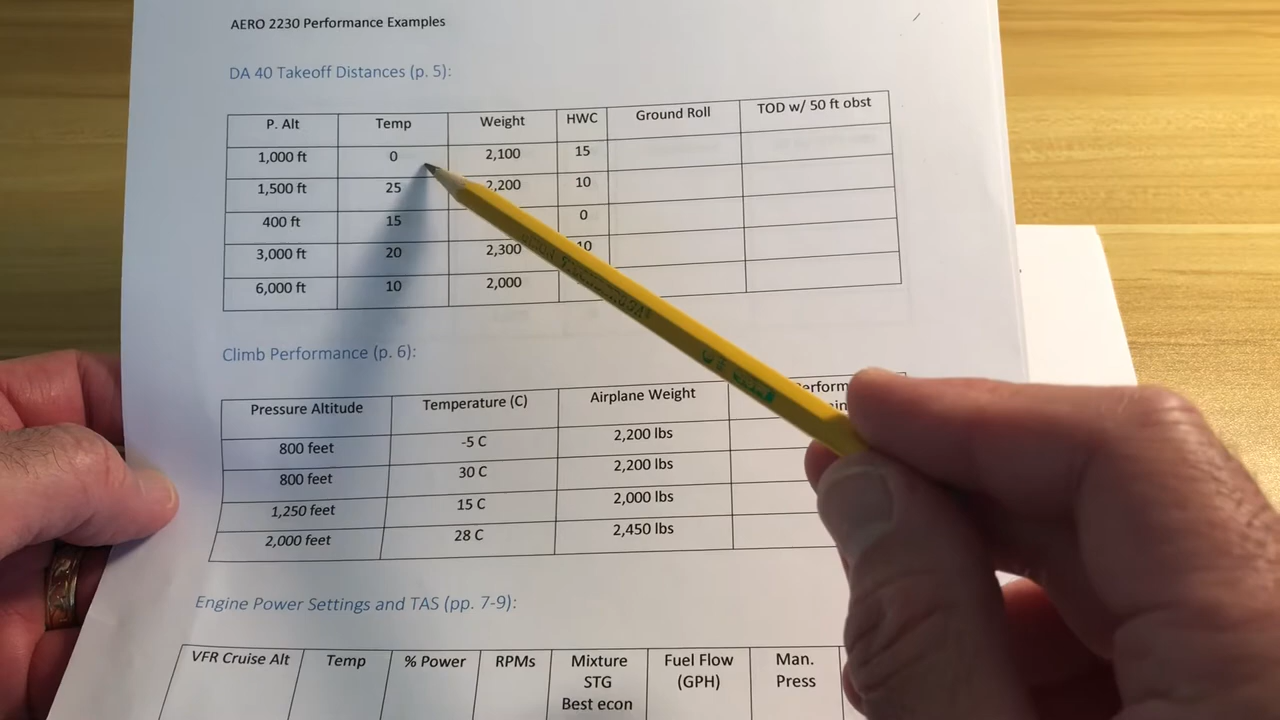 AERO 2230 Performance Examples
DA 40 Takeoff Distances (p. 5):
P. Alt Temp Weight HWC Ground Roll TOD w/ 50 ft obst
1,000 ft 0 2,100 15
1,500 ft 25 2,200 10
400 ft 15 0
3,000 ft 20 2,300 10
6,000 ft 10 2,000
Climb Performance (p. 6):
Pressure Altitude Temperature (C) Airplane Weight
800 feet -5 C 2,200 lbs
800 feet 30 C 2,200 lbs
1,250 feet 15 C 2,000 lbs
2,000 feet 28 C 2,450 lbs
Engine Power Settings and TAS (pp. 7-9):
VFR Cruise Alt Temp % Power RPMs Mixture Fuel Flow Man.
STG (GPH) Press
Best econ